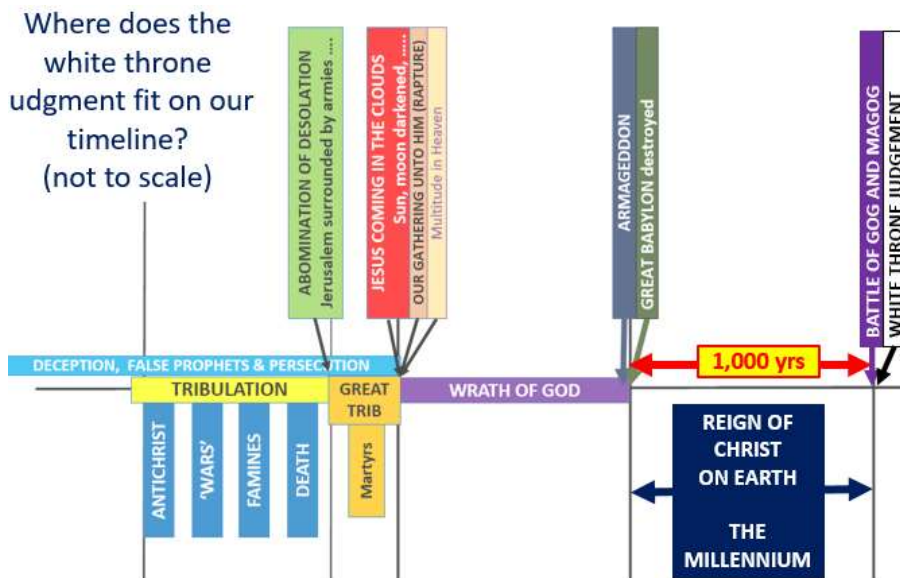 Where does the
white throne
udgment fit on our
timeline?
(not to scale)
ABOMINATION OF DESOLATION
Jerusalem surrounded by armies ....
JESUS COMING IN THE CLOUDS
Sun, moon darkened, .....
OUR GATHERING UNTO HIM (RAPTURE)
Multitude in Heaven
ARMAGEDDON
GREAT BABYLON destroyed
BATTLE OF GOG AND MAGOG
WHITE THRONE JUDGEMENT
DECEPTION, FALSE PROPHETS & PERSECUTION
TRIBULATION
GREAT
TRIB
WRATH OF GOD
1,000 yrs
ANTICHRIST
'WARS'
FAMINES
DEATH
Martyrs
REIGN OF
CHRIST
ON EARTH
THE
MILLENNIUM